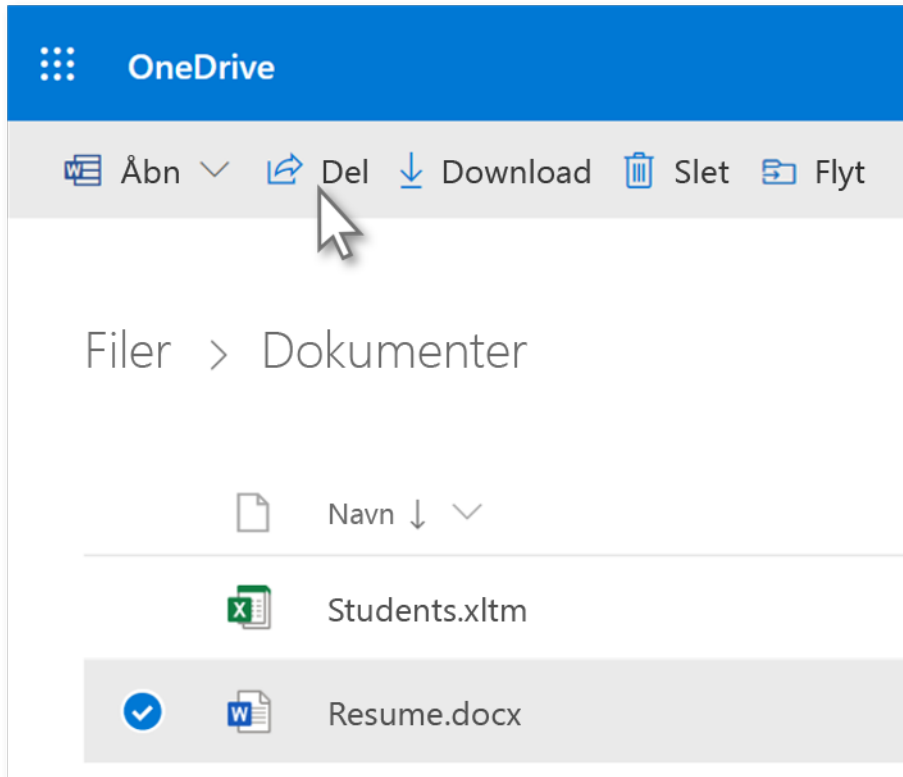 OneDrive
Åbn Del Download Slet Flyt
Filer > Dokumenter
Navn ↓
Students.xltm
Resume.docx